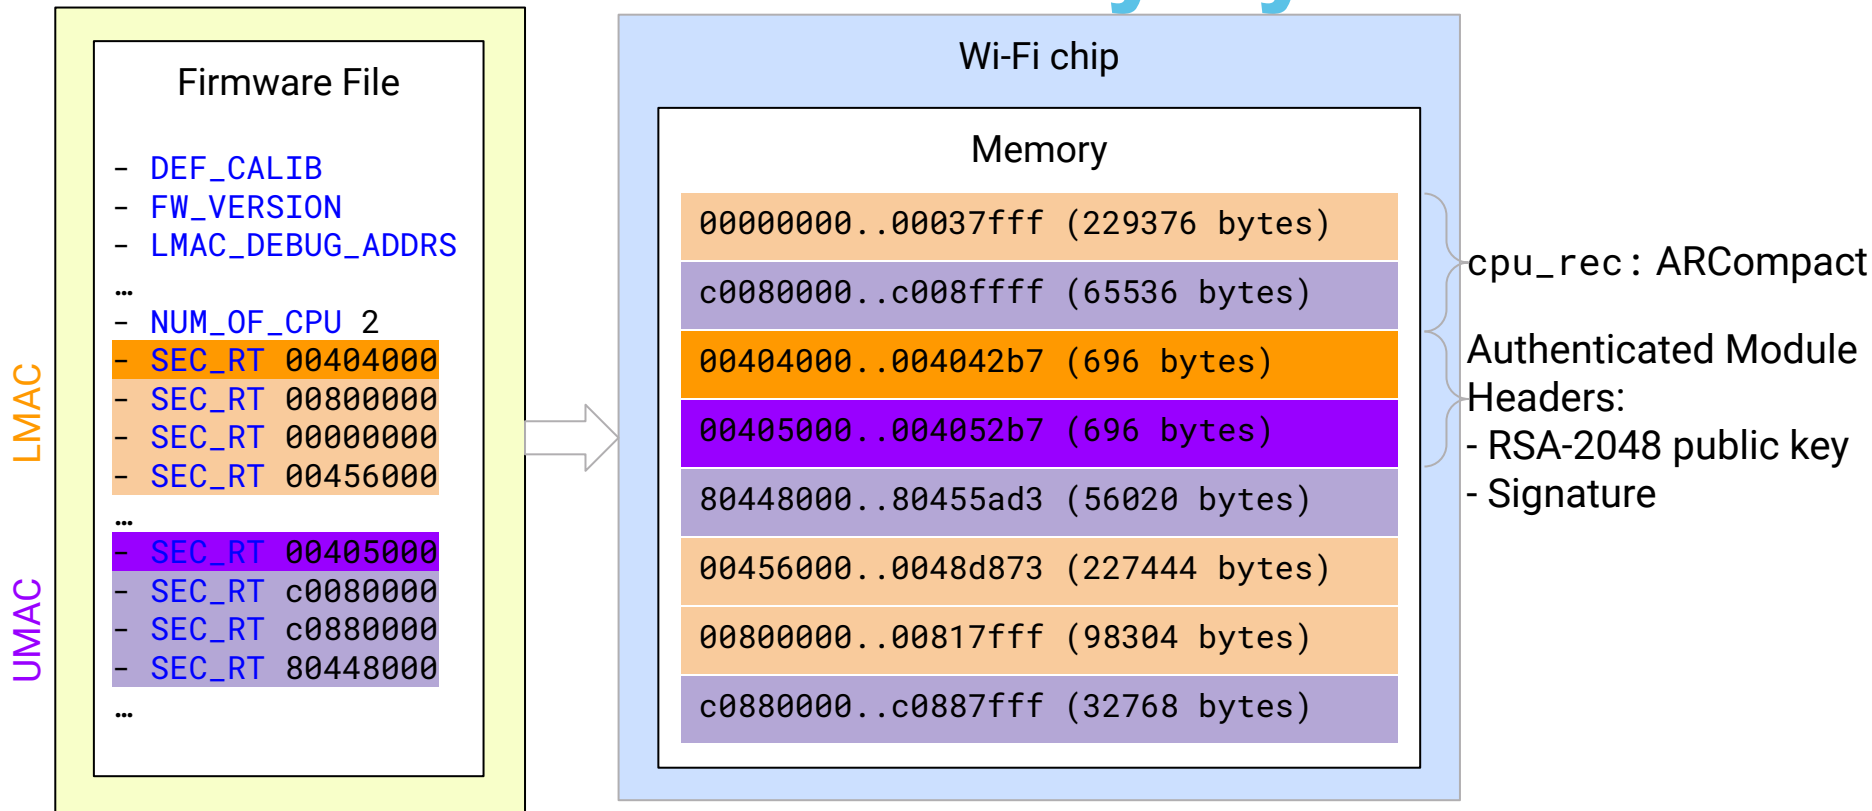 Firmware File
- DEF_CALIB
- FW_VERSION
- LMAC_DEBUG_ADDRS
…
- NUM_OF_CPU 2
- SEC_RT 00404000
- SEC_RT 00800000
- SEC_RT 00000000
- SEC_RT 00456000
…
- SEC_RT 00405000
- SEC_RT c0080000
- SEC_RT c0880000
- SEC_RT 80448000
…
LMAC
UMAC
Wi-Fi chip
Memory
00000000..00037fff (229376 bytes)
c0080000..c008ffff (65536 bytes)
00404000..004042b7 (696 bytes)
00405000..004052b7 (696 bytes)
80448000..80455ad3 (56020 bytes)
00456000..0048d873 (227444 bytes)
00800000..00817fff (98304 bytes)
c0880000..c0887fff (32768 bytes)
cpu_rec: ARCompact
Authenticated Module
Headers:
- RSA-2048 public key
- Signature